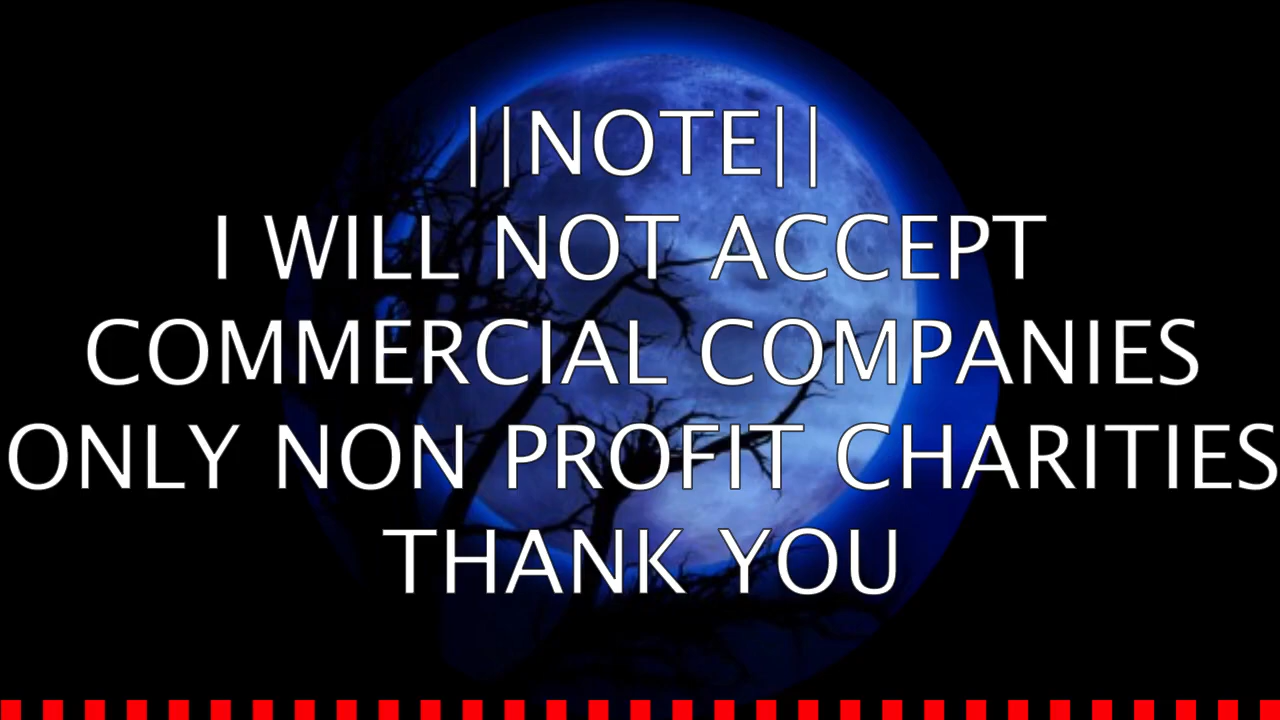 ||NOTE||
I WILL NOT ACCEPT
COMMERCIAL COMPANIES
ONLY NON PROFIT CHARITIES
THANK YOU